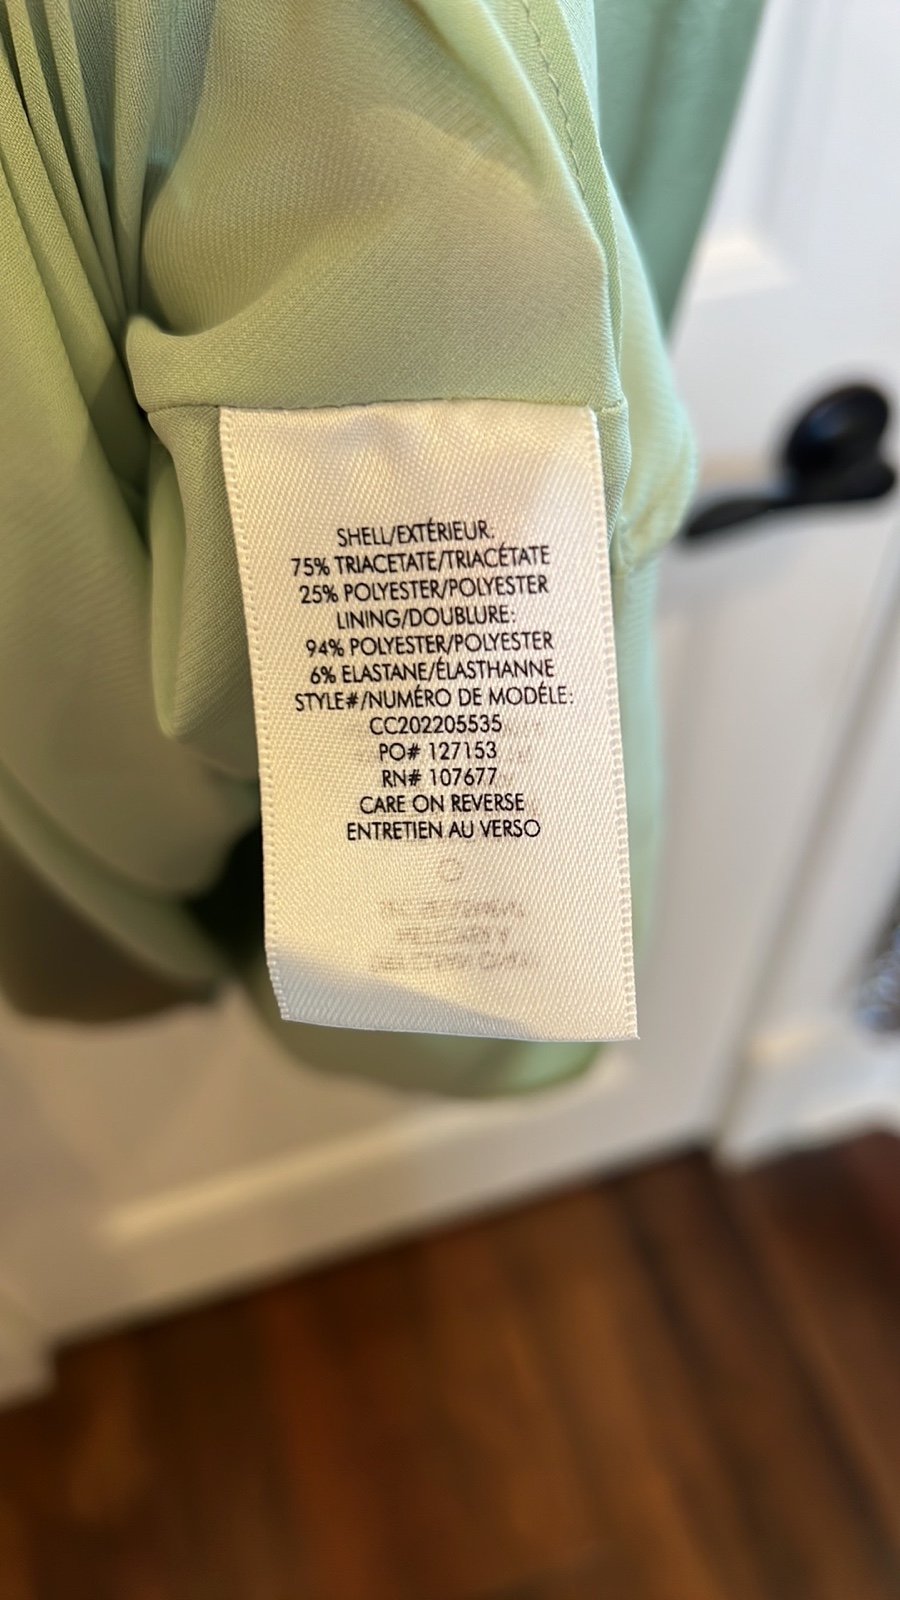 SHELL/EXTÉRIEUR:
75% TRIACETATE/TRIACÉTATE
25% POLYESTER/POLYESTER
LINING/DOUBLURE:
94% POLYESTER/POLYESTER
6% ELASTANE/ÉLASTHANNE
STYLE#/NUMÉRO DE MODÉLE:
CC202205535
PO# 127153
RN# 107677
CARE ON REVERSE
ENTRETIEN AU VERSO